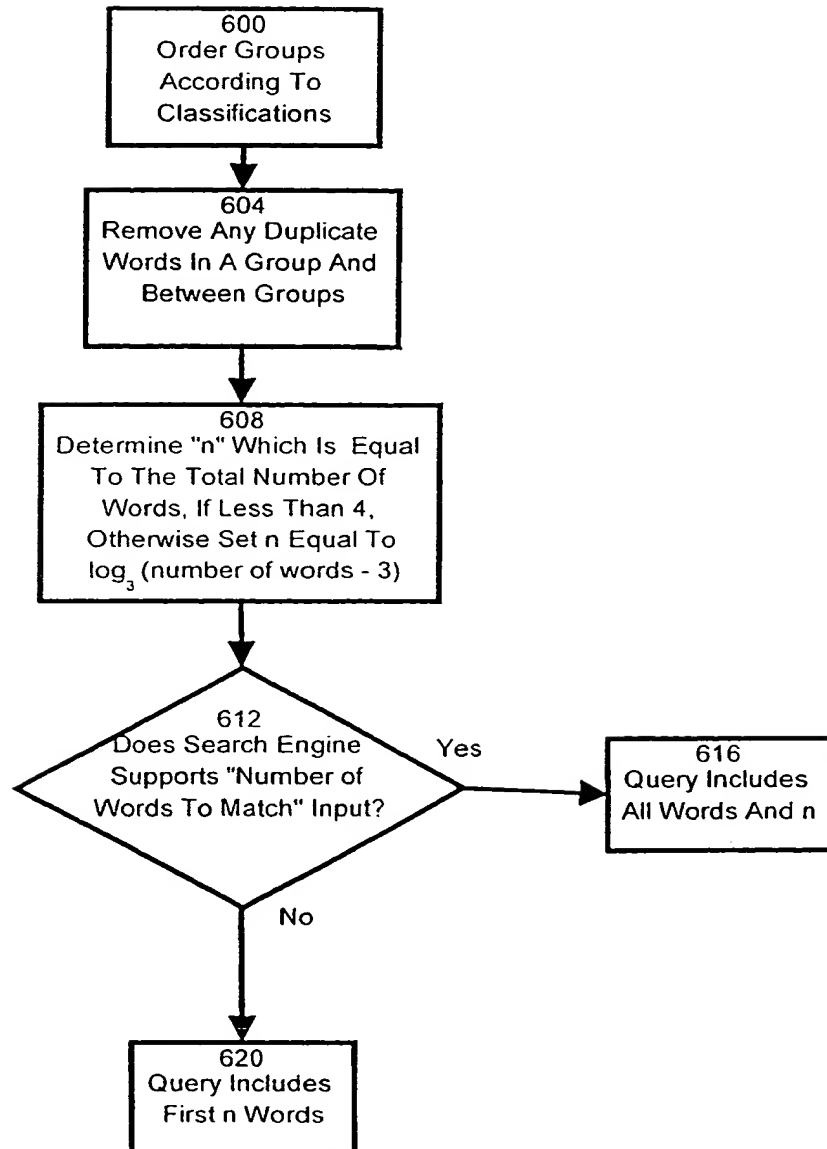 600
Order Groups
According To
Classifications
604
Remove Any Duplicate
Words In A Group And
Between Groups
608
Determine "n" Which Is Equal
To The Total Number Of
Words, If Less Than 4,
Otherwise Set n Equal To
log₃ (number of words - 3)
612
Does Search Engine
Supports "Number of
Words To Match" Input?
Yes
616
Query Includes
All Words And n
No
620
Query Includes
First n Words